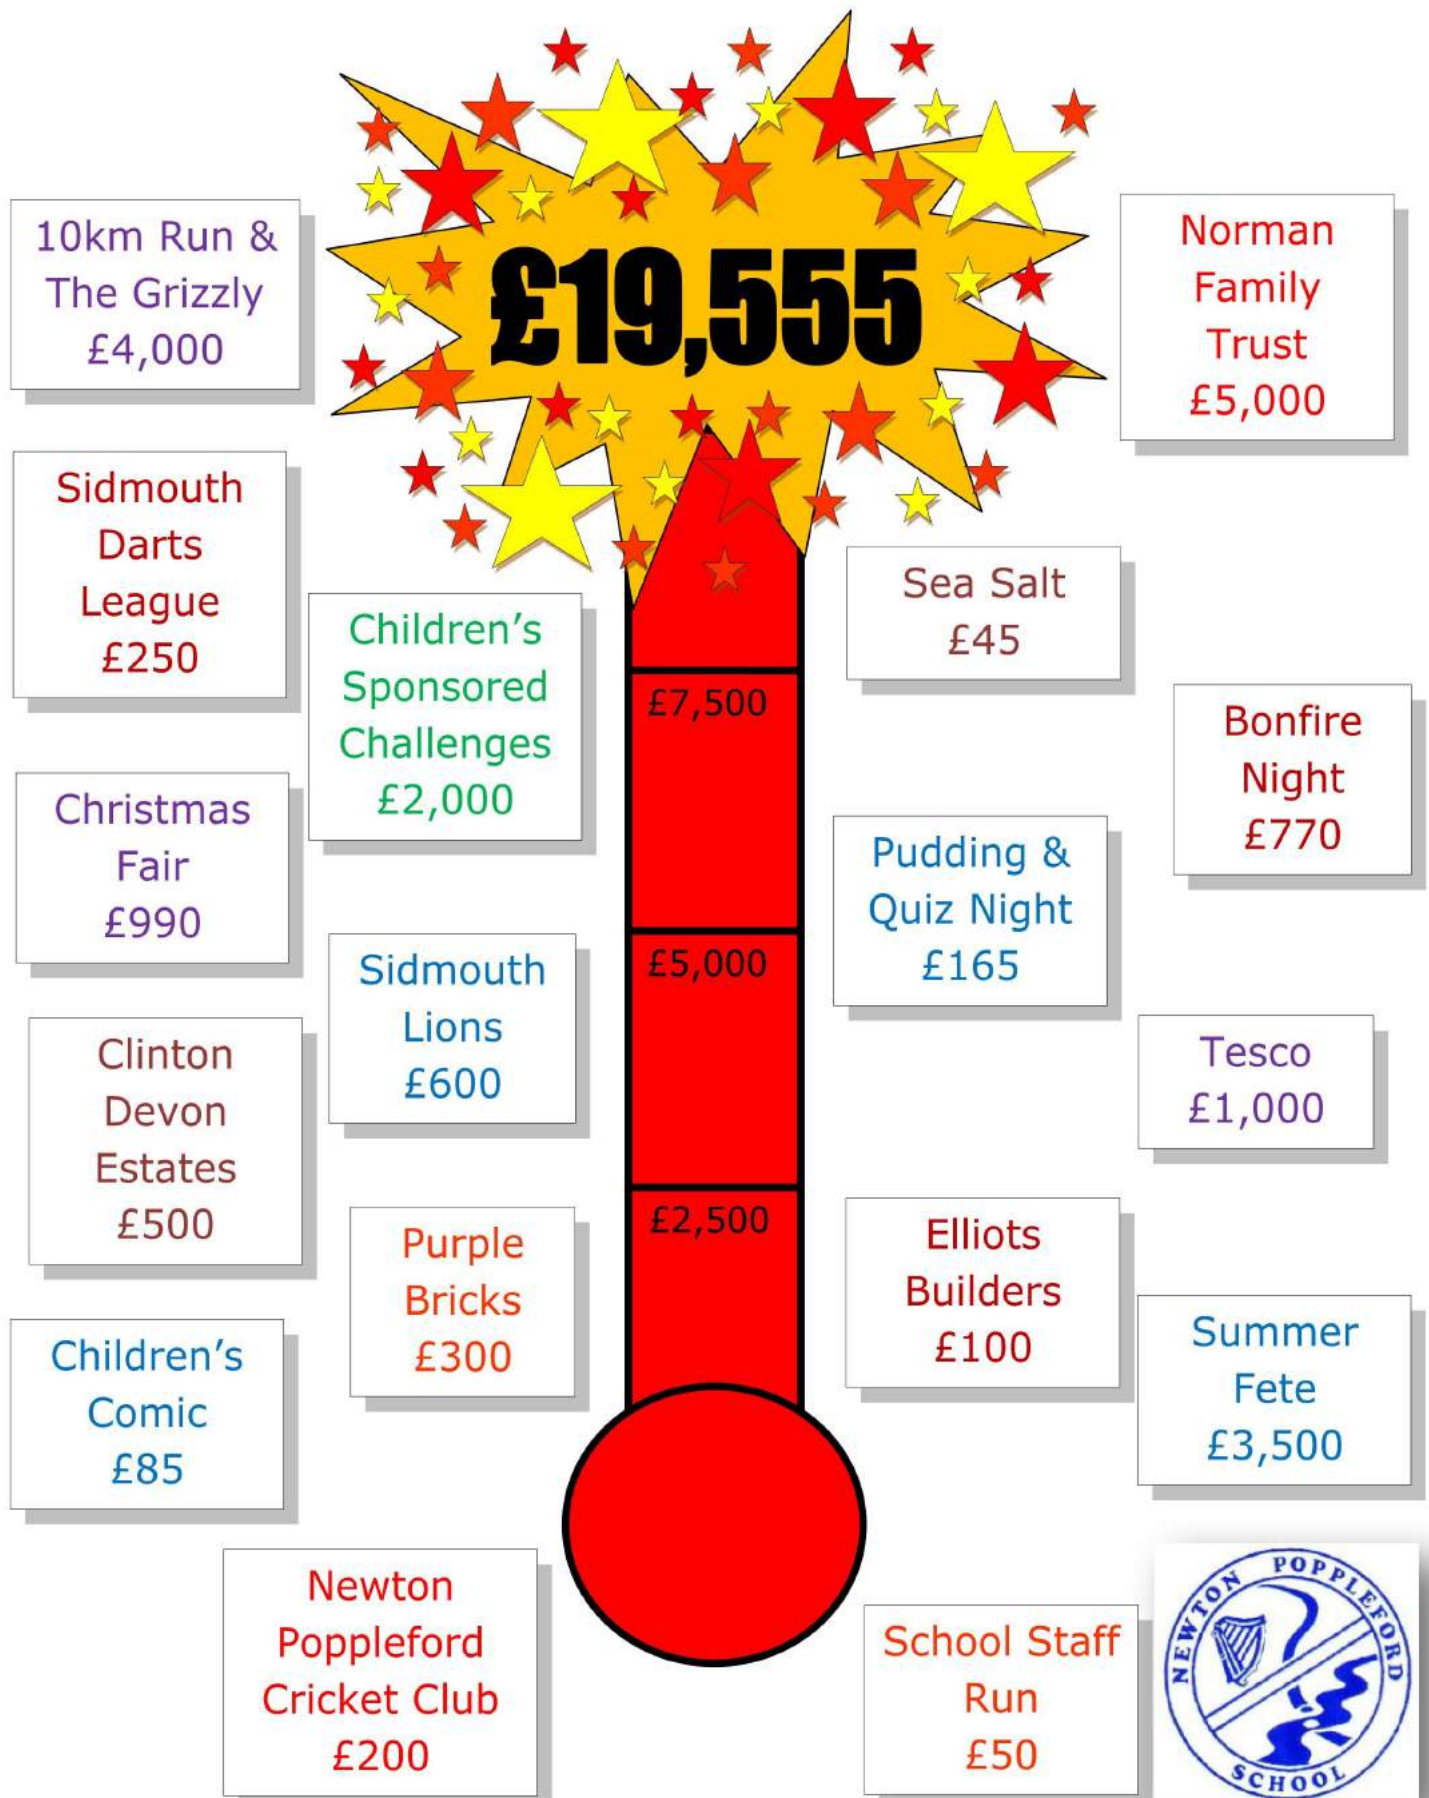 £19,555
10km Run &
The Grizzly
£4,000
Norman
Family
Trust
£5,000
Sidmouth
Darts
League
£250
Sea Salt
£45
Children's
Sponsored
Challenges
£2,000
£7,500
Bonfire
Night
£770
Christmas
Fair
£990
Pudding &
Quiz Night
£165
Sidmouth
Lions
£600
£5,000
Clinton
Devon
Estates
£500
Tesco
£1,000
Purple
Bricks
£300
£2,500
Elliots
Builders
£100
Children's
Comic
£85
Summer
Fete
£3,500
Newton
Poppleford
Cricket Club
£200
School Staff
Run
£50
NEWTON POPPLEFORD
SCHOOL